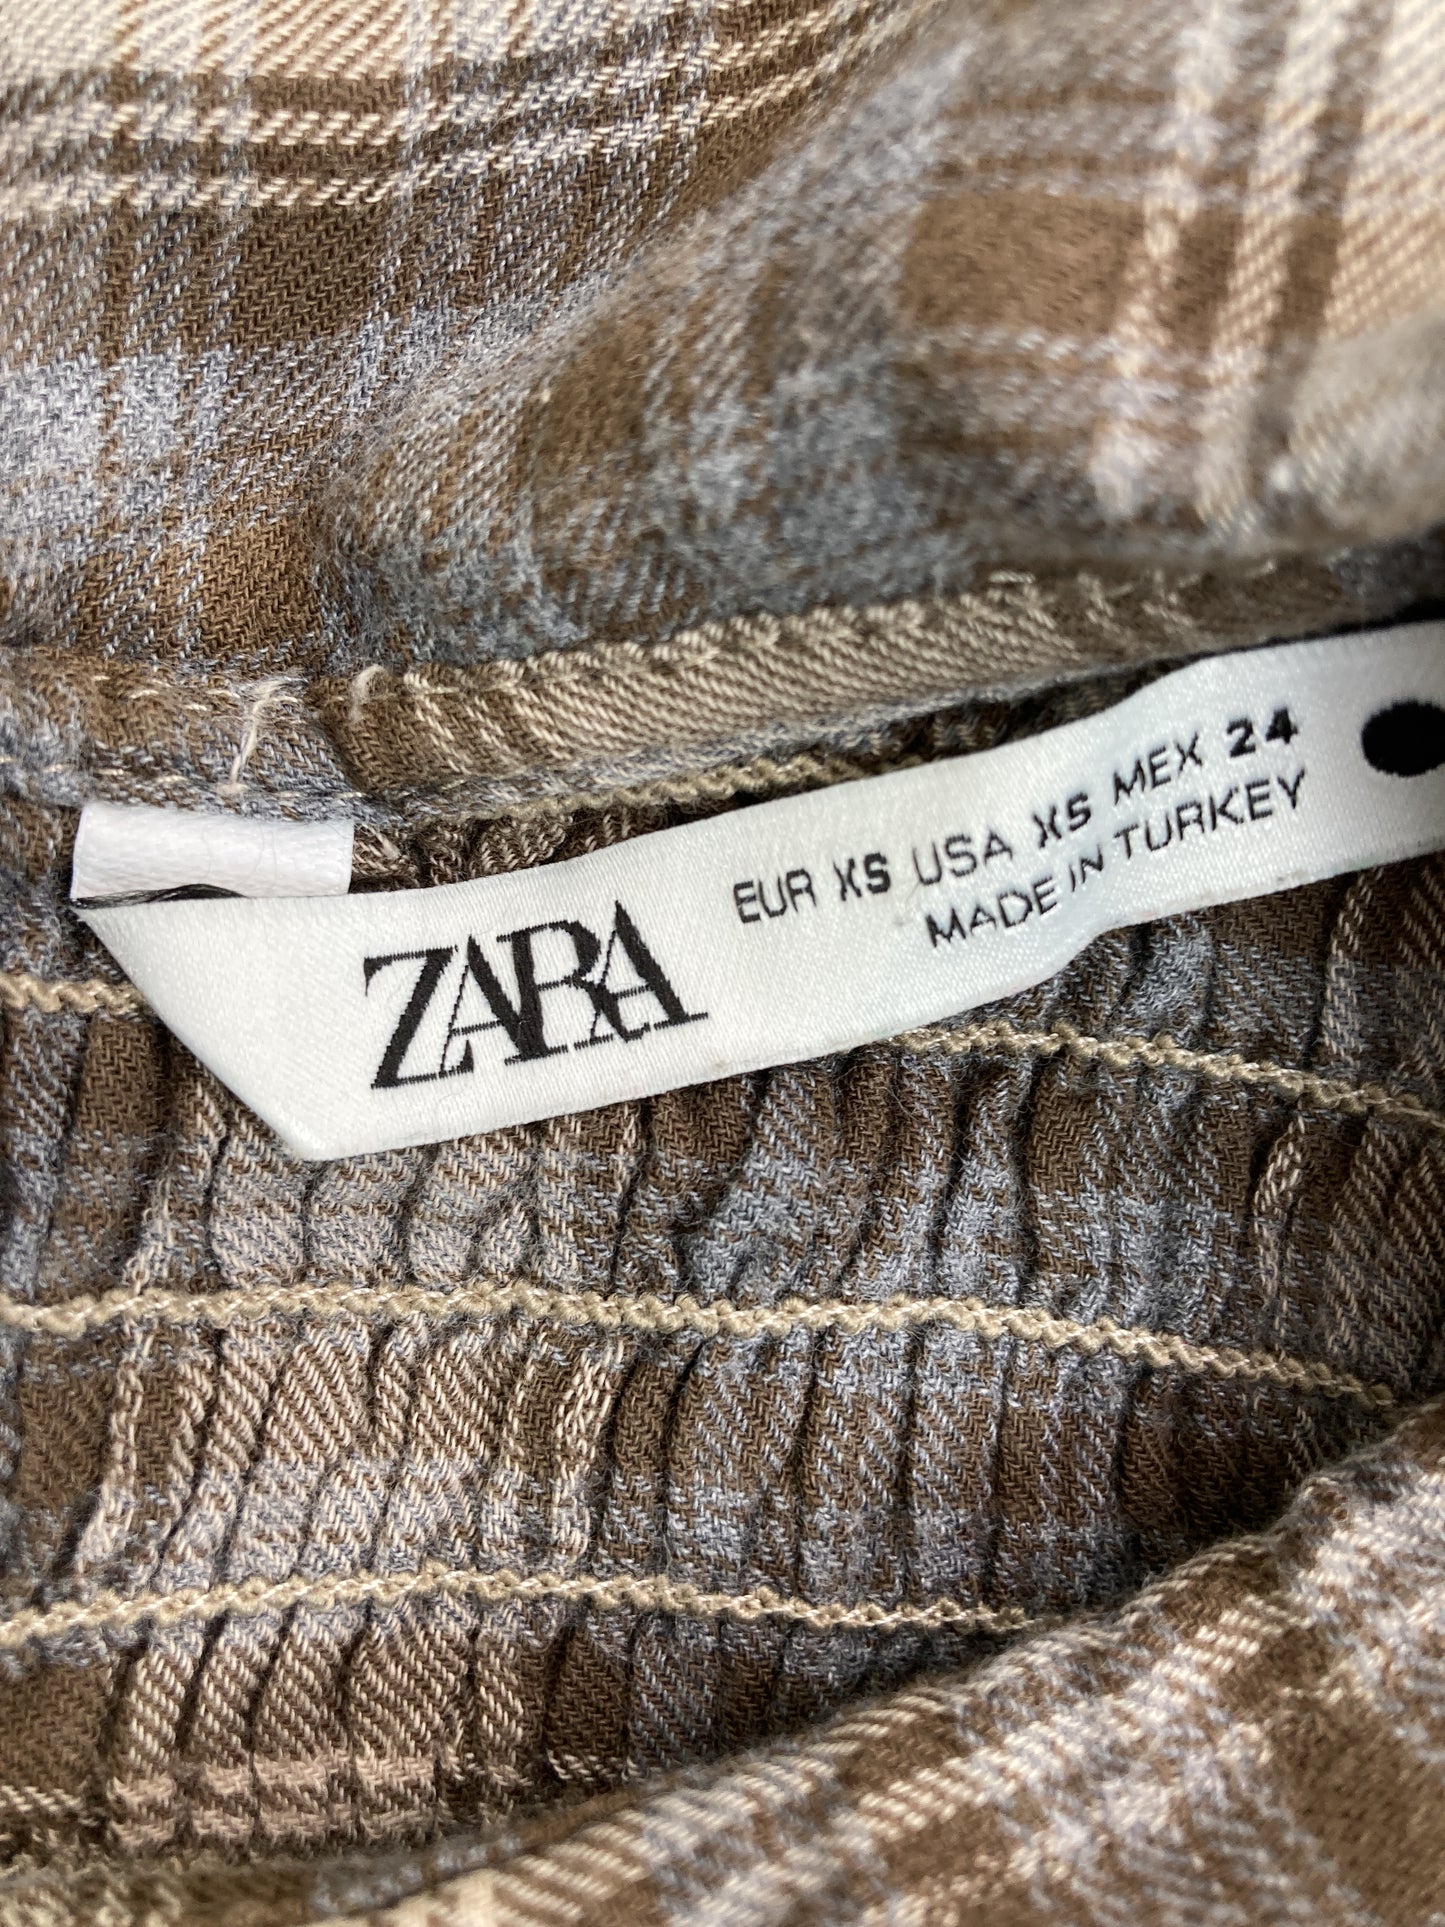 ZARA
EUR XS USA XS MEX 24
MADE IN TURKEY